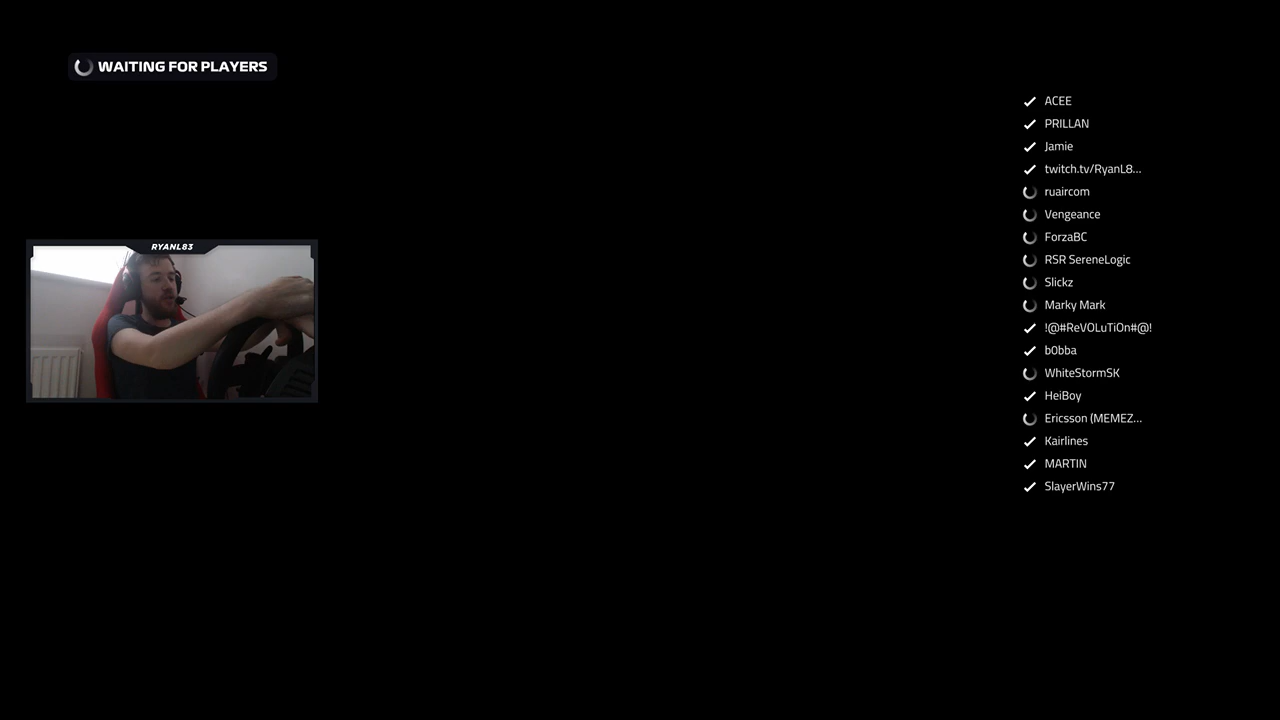 WAITING FOR PLAYERS
ACEE
PRILLAN
Jamie
twitch.tv/RyanL8...
ruaircom
Vengeance
RYANL83
ForzaBC
RSR SereneLogic
Slickz
Marky Mark
!@#ReVOLuTiOn#@!
b0bba
WhiteStormSK
HeiBoy
Ericsson (MEMEZ...
Kairlines
MARTIN
SlayerWins77